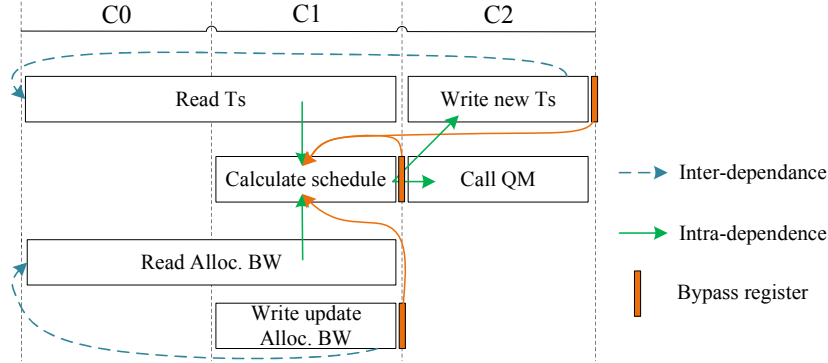 C0
C1
C2
Read Ts
Write new Ts
Calculate schedule
Call QM
Read Alloc. BW
Write update
Alloc. BW
Inter-dependance
Intra-dependence
Bypass register